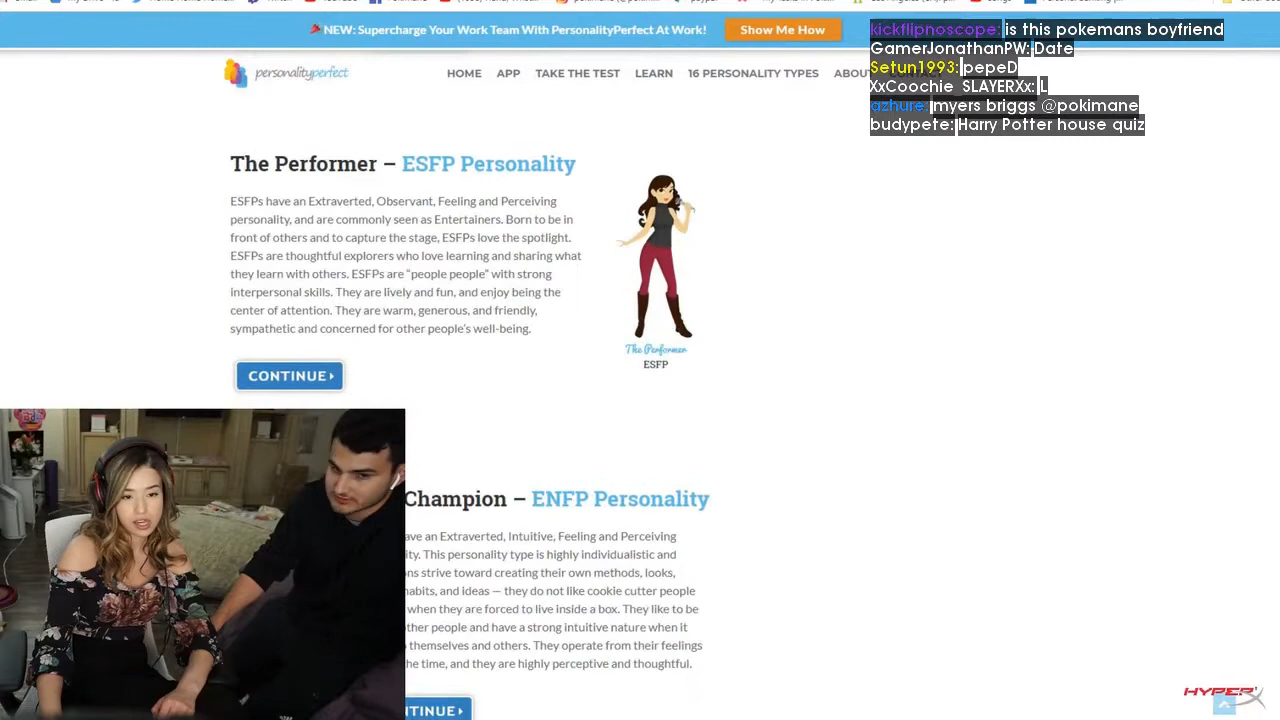 NEW: Supercharge Your Work Team With PersonalityPerfect At Work!
Show Me How
kickflipnoscope: is this pokemans boyfriend
GamerJonathanPW: Date
Setun1993: pepeD
XxCoochie_SLAYERXx: L
azhure: myers briggs @pokimane
budypete: Harry Potter house quiz
personalityperfect
HOME APP TAKE THE TEST LEARN 16 PERSONALITY TYPES ABOUT
The Performer – ESFP Personality
ESFPs have an Extraverted, Observant, Feeling and Perceiving
personality, and are commonly seen as Entertainers. Born to be in
front of others and to capture the stage, ESFPs love the spotlight.
ESFPs are thoughtful explorers who love learning and sharing what
they learn with others. ESFPs are “people people” with strong
interpersonal skills. They are lively and fun, and enjoy being the
center of attention. They are warm, generous, and friendly,
sympathetic and concerned for other people’s well-being.
The Performer
ESFP
CONTINUE
Champion – ENFP Personality
ave an Extraverted, Intuitive, Feeling and Perceiving
ity. This personality type is highly individualistic and
ons strive toward creating their own methods, looks,
habits, and ideas — they do not like cookie cutter people
when they are forced to live inside a box. They like to be
other people and have a strong intuitive nature when it
themselves and others. They operate from their feelings
the time, and they are highly perceptive and thoughtful.
TINUE
HYPERX